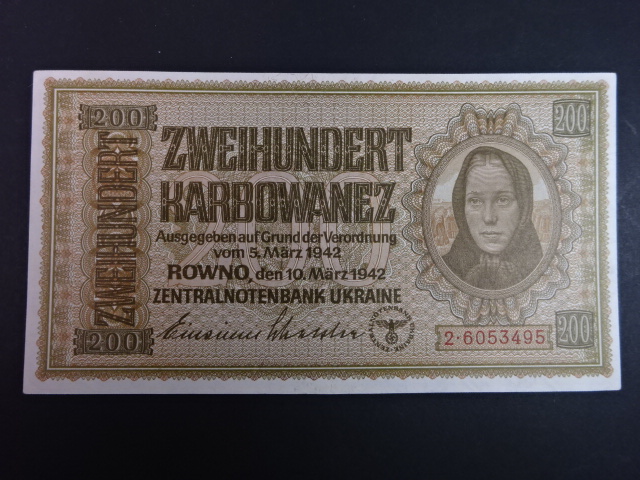 200
200
ZWEIHUNDERT
ZWEIHUNDERT
KARBOWANEZ
200
Ausgegeben auf Grund der Verordnung
vom 5. März 1942
ROWNO, den 10. März 1942
ZENTRALNOTENBANK UKRAINE
2·6053495
200
200